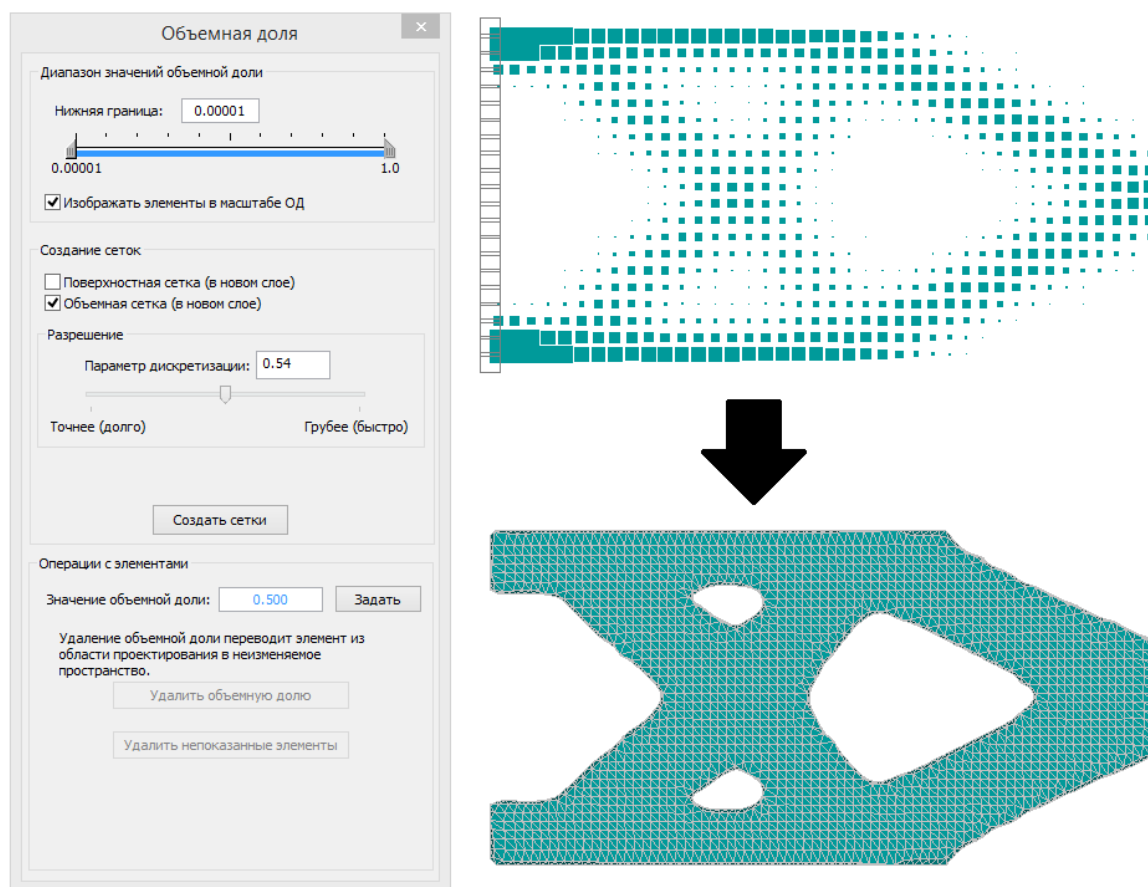 Объемная доля
Диапазон значений объемной доли
Нижняя граница: 0.00001
0.00001 1.0
Изображать элементы в масштабе ОД
Создание сеток
Поверхностная сетка (в новом слое)
Объемная сетка (в новом слое)
Разрешение
Параметр дискретизации: 0.54
Точнее (долго) Грубее (быстро)
Создать сетки
Операции с элементами
Значение объемной доли: 0.500 Задать
Удаление объемной доли переводит элемент из
области проектирования в неизменяемое
пространство.
Удалить объемную долю
Удалить непоказанные элементы